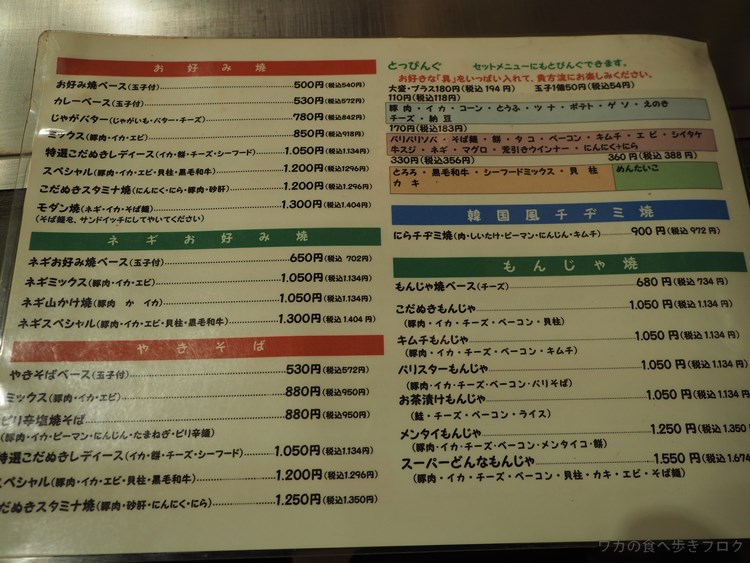 お好み焼
お好み焼ベース(玉子付) 500円(税込540円)
カレーベース(玉子付) 530円(税込572円)
じゃがバター(じゃがいも・バター・チーズ) 780円(税込842円)
ミックス(豚肉・イカ・エビ) 850円(税込918円)
特選こだぬきレディース(イカ・餅・チーズ・シーフード) 1.050円(税込1.134円)
スペシャル(豚肉・イカ・エビ・貝柱・黒毛和牛) 1.200円(税込1296円)
こだぬきスタミナ焼(にんにく・にら・豚肉・砂肝) 1.200円(税込1.296円)
モダン焼(ネギ・イカ・そば麺) 1.300円(税込1.404円)
(そば麺を、サンドイッチにしてやいてください)
ネギお好み焼
ネギお好み焼ベース(玉子付) 650円(税込 702円)
ネギミックス(豚肉・イカ・エビ) 1.050円(税込1.134円)
ネギ山かけ焼(豚肉 か イカ) 1.050円(税込1.134円)
ネギスペシャル(豚肉・イカ・エビ・貝柱・黒毛和牛) 1.300円(税込1.404円)
やきそば
やきそばベース(玉子付) 530円(税込572円)
ミックス(豚肉・イカ・エビ) 880円(税込950円)
ピリ辛塩焼そば 880円(税込950円)
(豚肉・イカ・ピーマン・にんじん・たまねぎ・ピリ辛麺)
特選こだぬきレディース(イカ・餅・チーズ・シーフード) 1.050円(税込1.134円)
スペシャル(豚肉・イカ・エビ・貝柱・黒毛和牛) 1.200円(税込1.296円)
だぬきスタミナ焼(豚肉・砂肝・にんにく・にら) 1.250円(税込1.350円)
とっぴんぐ セットメニューにもとぴんぐできます。
お好きな「具」をいっぱい入れて、貴方流にお楽しみください。
大盛・プラス180円(税込 194円) 玉子1個50円(税込54円)
110円(税込118円)
豚肉・イカ・コーン・とうふ・ツナ・ポテト・ゲソ・えのき
チーズ・納豆
170円(税込183円)
バリバリソバ・そば麺・餅・タコ・ベーコン・キムチ・エビ・シイタケ
牛スジ・ネギ・マグロ・荒引きウインナー・にんにく+にら
330円(税込356円) 360円(税込 388円)
とろろ・黒毛和牛・シーフードミックス・貝柱 めんたいこ
カキ
韓国風チヂミ焼
にらチヂミ焼(肉・しいたけ・ピーマン・にんじん・キムチ) 900円(税込972円)
もんじゃ焼
もんじゃ焼ベース(チーズ) 680円(税込734円)
こだぬきもんじゃ 1.050円(税込1.134円)
(豚肉・イカ・チーズ・ベーコン・貝柱)
キムチもんじゃ 1.050円(税込1.134円)
(豚肉・イカ・チーズ・ベーコン・キムチ)
バリスターもんじゃ 1.050円(税込1.134円)
(豚肉・イカ・チーズ・ベーコン・バリそば)
お茶漬けもんじゃ 1.050円(税込1.134円
(鮭・チーズ・ベーコン・ライス)
メンタイもんじゃ 1.250円(税込1.350円
(豚肉・イカ・チーズ・ベーコン・メンタイコ・餅)
スーパーどんなもんじゃ 1.550円(税込1.674
(豚肉・イカ・チーズ・ベーコン・貝柱・カキ・エビ・そば麺)
ワカの食べ歩きブログ